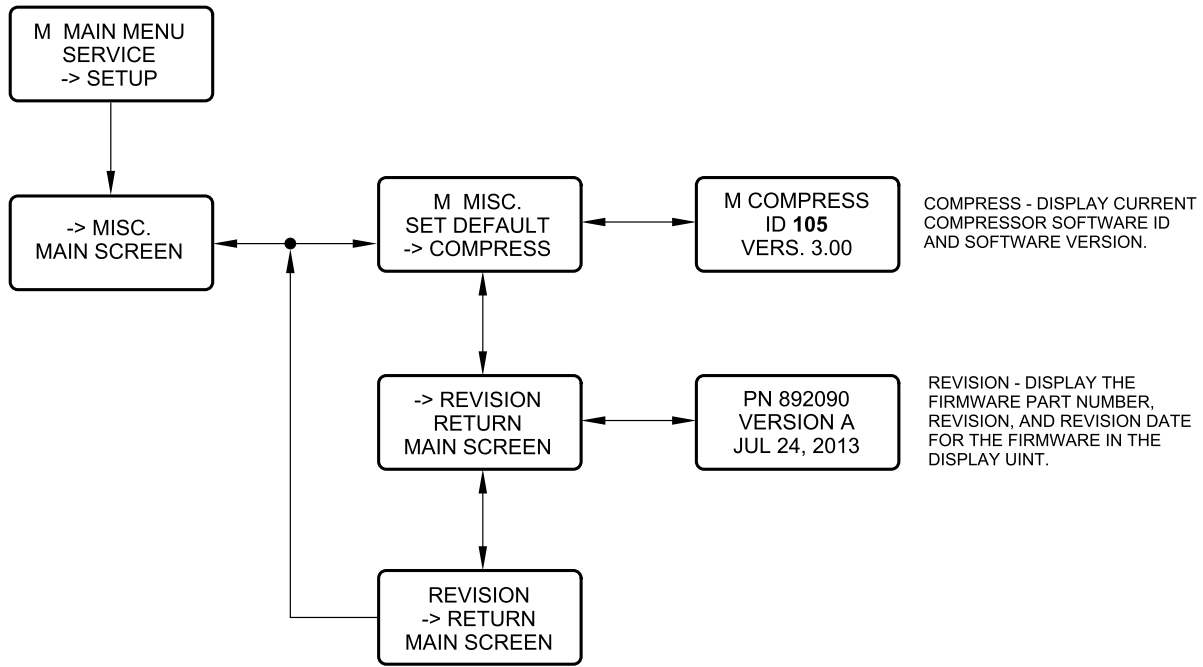 M MAIN MENU
SERVICE
-> SETUP
-> MISC.
MAIN SCREEN
M MISC.
SET DEFAULT
-> COMPRESS
M COMPRESS
ID 105
VERS. 3.00
COMPRESS - DISPLAY CURRENT
COMPRESSOR SOFTWARE ID
AND SOFTWARE VERSION.
-> REVISION
RETURN
MAIN SCREEN
PN 892090
VERSION A
JUL 24, 2013
REVISION - DISPLAY THE
FIRMWARE PART NUMBER,
REVISION, AND REVISION DATE
FOR THE FIRMWARE IN THE
DISPLAY UINT.
REVISION
-> RETURN
MAIN SCREEN